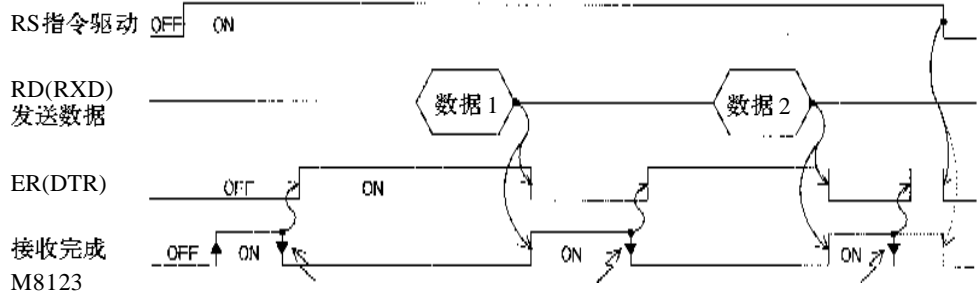 RS指令驱动 OFF ON
RD(RXD)
发送数据
数据1 数据2
ER(DTR) OFF ON
接收完成
M8123
OFF ON ON ON